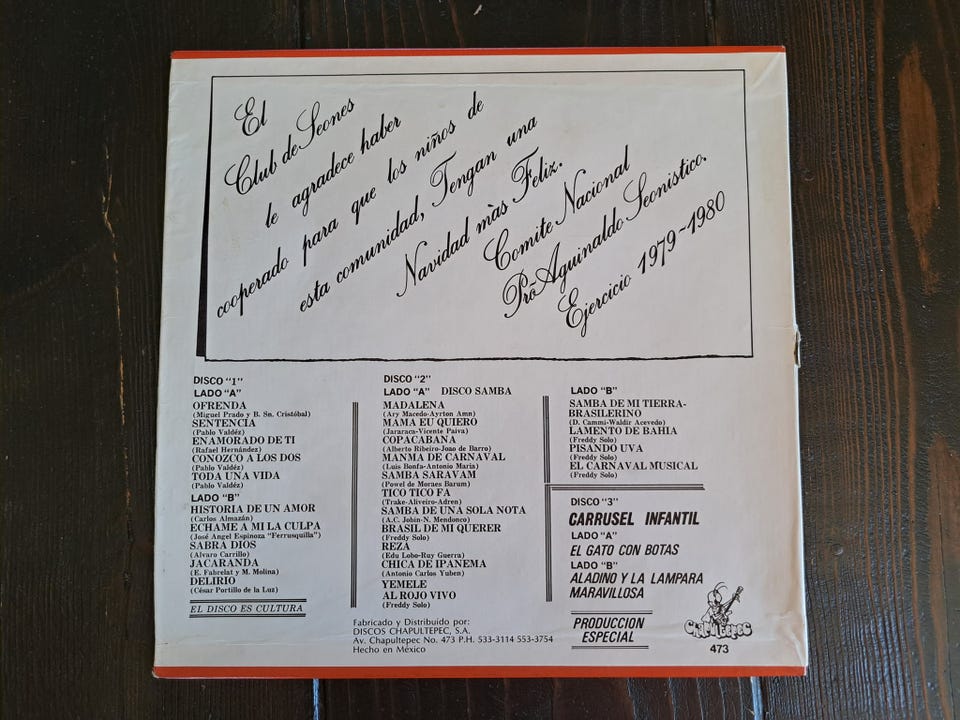 El
Club de Leones
le agradece haber
cooperado para que los niños de
esta comunidad, Tengan una
Navidad màs Feliz.
Comite Nacional
Prõ Aguinaldo Leonistico.
Ejercicio 1979~1980
DISCO "1"
LADO "A"
OFRENDA
(Miguel Prado y B. Sn. Cristóbal)
SENTENCIA
(Pablo Valdéz)
ENAMORADO DE TI
(Rafael Hernández)
CONOZCO A LOS DOS
(Pablo Valdéz)
TODA UNA VIDA
(Pablo Valdéz)
LADO "B"
HISTORIA DE UN AMOR
(Carlos Almazán)
ECHAME A MI LA CULPA
(José Angel Espinoza "Ferrusquilla")
SABRA DIOS
(Alvaro Carrillo)
JACARANDA
(E. Fabrelat y M. Molina)
DELIRIO
(César Portillo de la Luz)
EL DISCO ES CULTURA
DISCO "2"
LADO "A" DISCO SAMBA
MADALENA
(Ary Macedo-Ayrton Amn)
MAMA EU QUIERO
(Jararaca-Vicente Paiva)
COPACABANA
(Alberto Ribeiro-Joao de Barro)
MANMA DE CARNAVAL
(Luis Bonfa-Antonio Maria)
SAMBA SARAVAM
(Powel de Moraes Barum)
TICO TICO FA
(Trake-Aliveiro-Adren)
SAMBA DE UNA SOLA NOTA
(A.C. Johin-N. Mendonco)
BRASIL DE MI QUERER
(Freddy Solo)
REZA
(Edu Lobo-Ruy Guerra)
CHICA DE IPANEMA
(Antonio Carlos Yuben)
YEMELE
AL ROJO VIVO
(Freddy Solo)
Fabricado y Distribuido por:
DISCOS CHAPULTEPEC, S.A.
Av. Chapultepec No. 473 P.H. 533-3114 553-3754
Hecho en México
LADO "B"
SAMBA DE MI TIERRA-
BRASILERINO
(D. Cammi-Waldir Acevedo)
LAMENTO DE BAHIA
(Freddy Solo)
PISANDO UVA
(Freddy Solo)
EL CARNAVAL MUSICAL
(Freddy Solo)
DISCO "3"
CARRUSEL INFANTIL
LADO "A"
EL GATO CON BOTAS
LADO "B"
ALADINO Y LA LAMPARA
MARAVILLOSA
PRODUCCION
ESPECIAL
CHAPULTEPEC
473